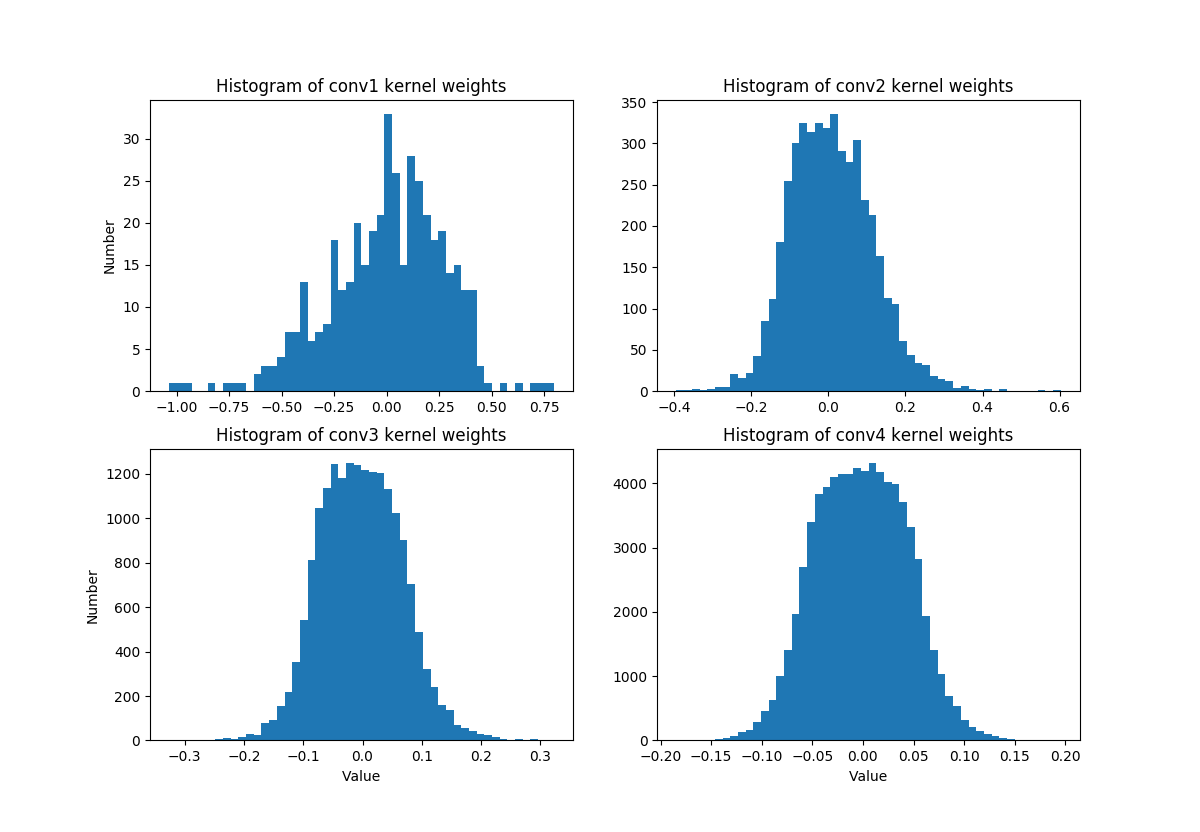 Histogram of conv1 kernel weights
Number
30
25
20
15
10
5
0
−1.00 −0.75 −0.50 −0.25 0.00 0.25 0.50 0.75
Histogram of conv2 kernel weights
350
300
250
200
150
100
50
0
−0.4 −0.2 0.0 0.2 0.4 0.6
Histogram of conv3 kernel weights
Number
1200
1000
800
600
400
200
0
−0.3 −0.2 −0.1 0.0 0.1 0.2 0.3
Value
Histogram of conv4 kernel weights
4000
3000
2000
1000
0
−0.20 −0.15 −0.10 −0.05 0.00 0.05 0.10 0.15 0.20
Value